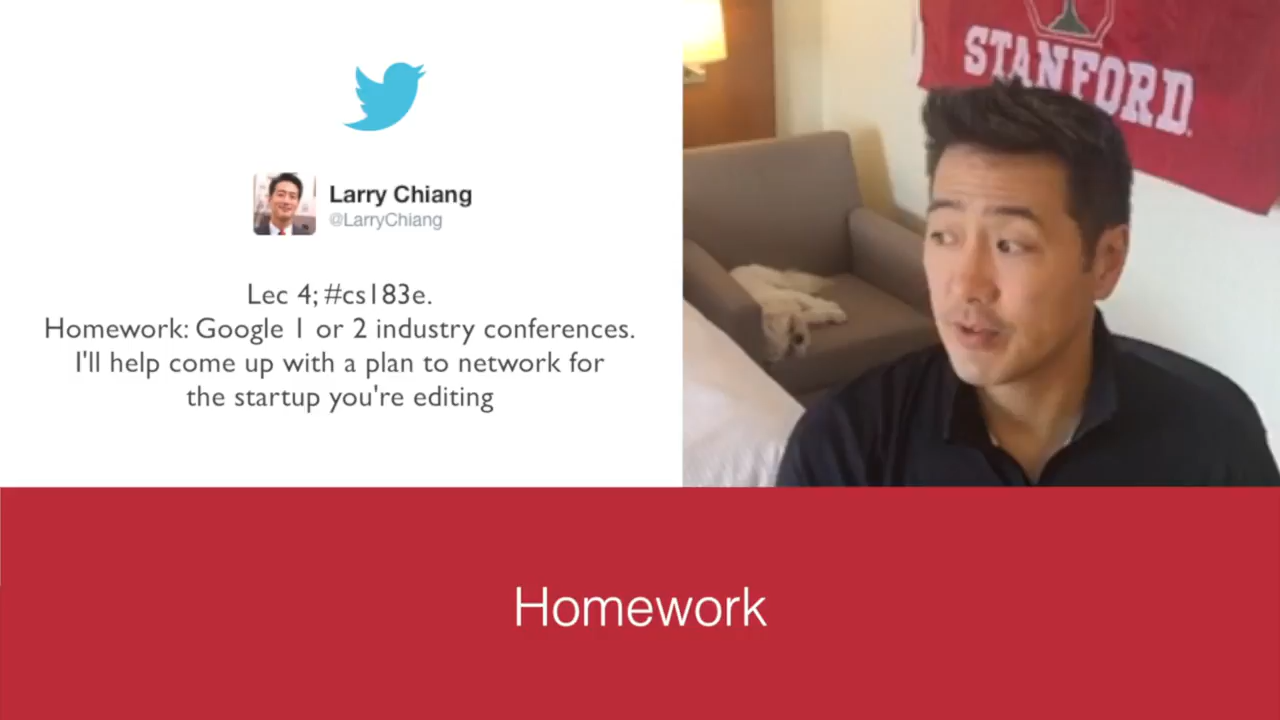 Larry Chiang
@LarryChiang
Lec 4; #cs183e.
Homework: Google 1 or 2 industry conferences.
I'll help come up with a plan to network for
the startup you're editing
STANFORD
Homework